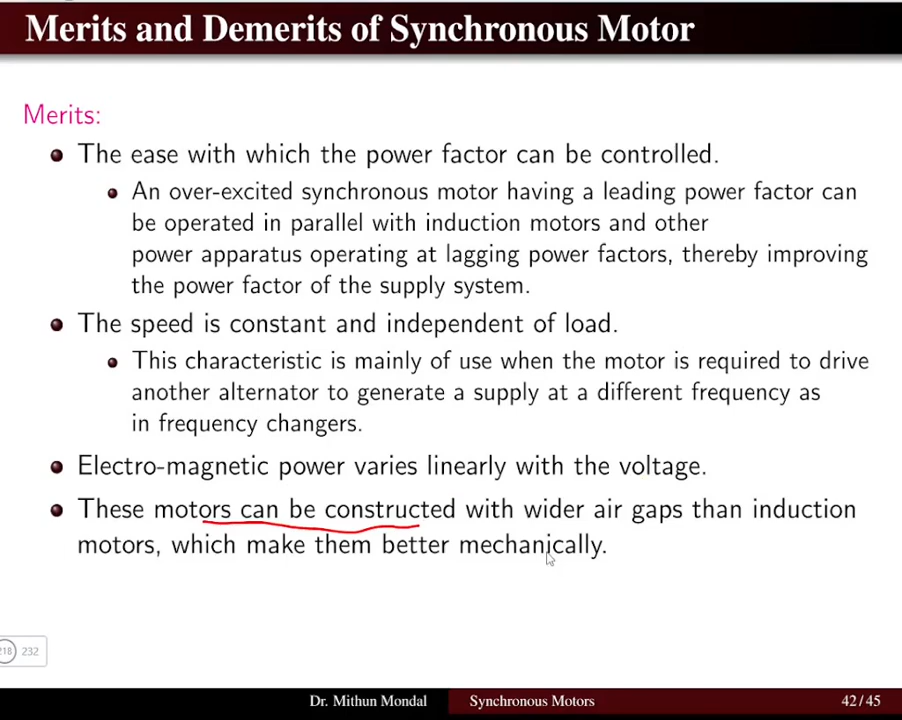 Merits and Demerits of Synchronous Motor
Merits:
The ease with which the power factor can be controlled.
An over-excited synchronous motor having a leading power factor can
be operated in parallel with induction motors and other
power apparatus operating at lagging power factors, thereby improving
the power factor of the supply system.
The speed is constant and independent of load.
This characteristic is mainly of use when the motor is required to drive
another alternator to generate a supply at a different frequency as
in frequency changers.
Electro-magnetic power varies linearly with the voltage.
These motors can be constructed with wider air gaps than induction
motors, which make them better mechanically.
218 232
Dr. Mithun Mondal Synchronous Motors 42/45